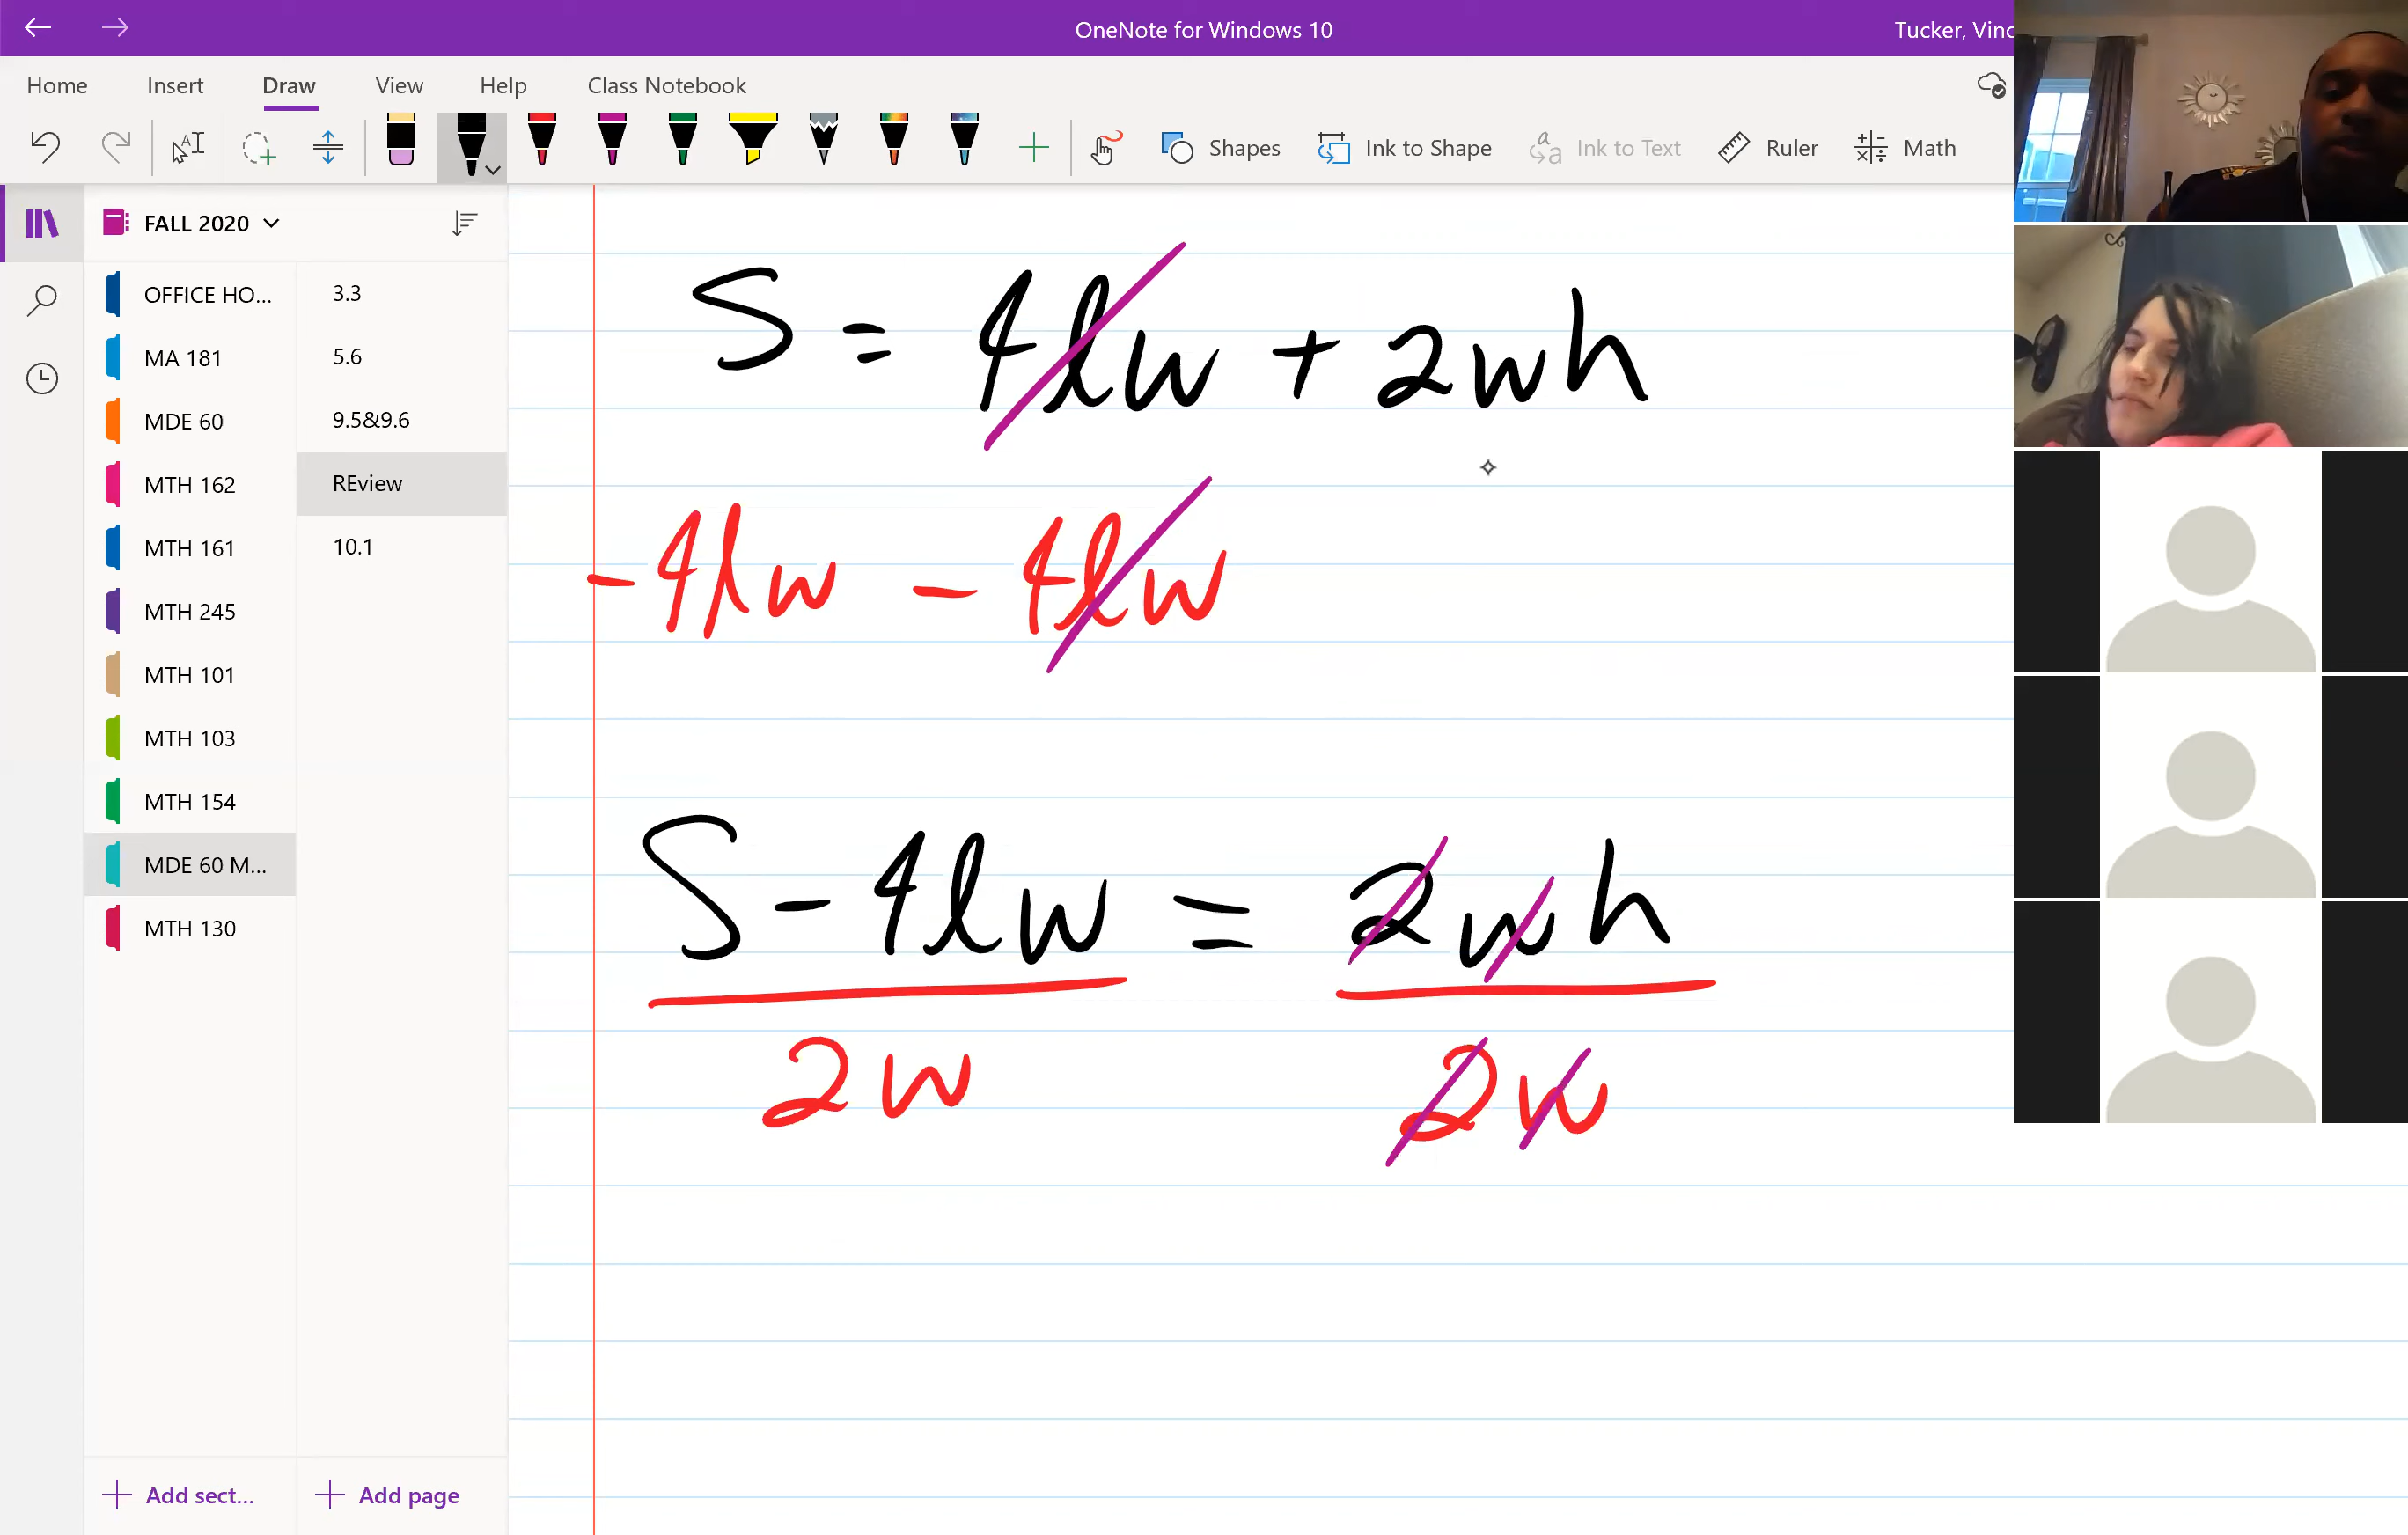 OneNote for Windows 10
Tucker, Vinc
Home Insert Draw View Help Class Notebook
Shapes Ink to Shape Ink to Text Ruler Math
FALL 2020
OFFICE HO...
MA 181
MDE 60
MTH 162
MTH 161
MTH 245
MTH 101
MTH 103
MTH 154
MDE 60 M...
MTH 130
Add sect...
3.3
5.6
9.5&9.6
REview
10.1
Add page
S = 4lw + 2wh
-4lw - 4lw
S - 4lw = 2wh
2w 2w